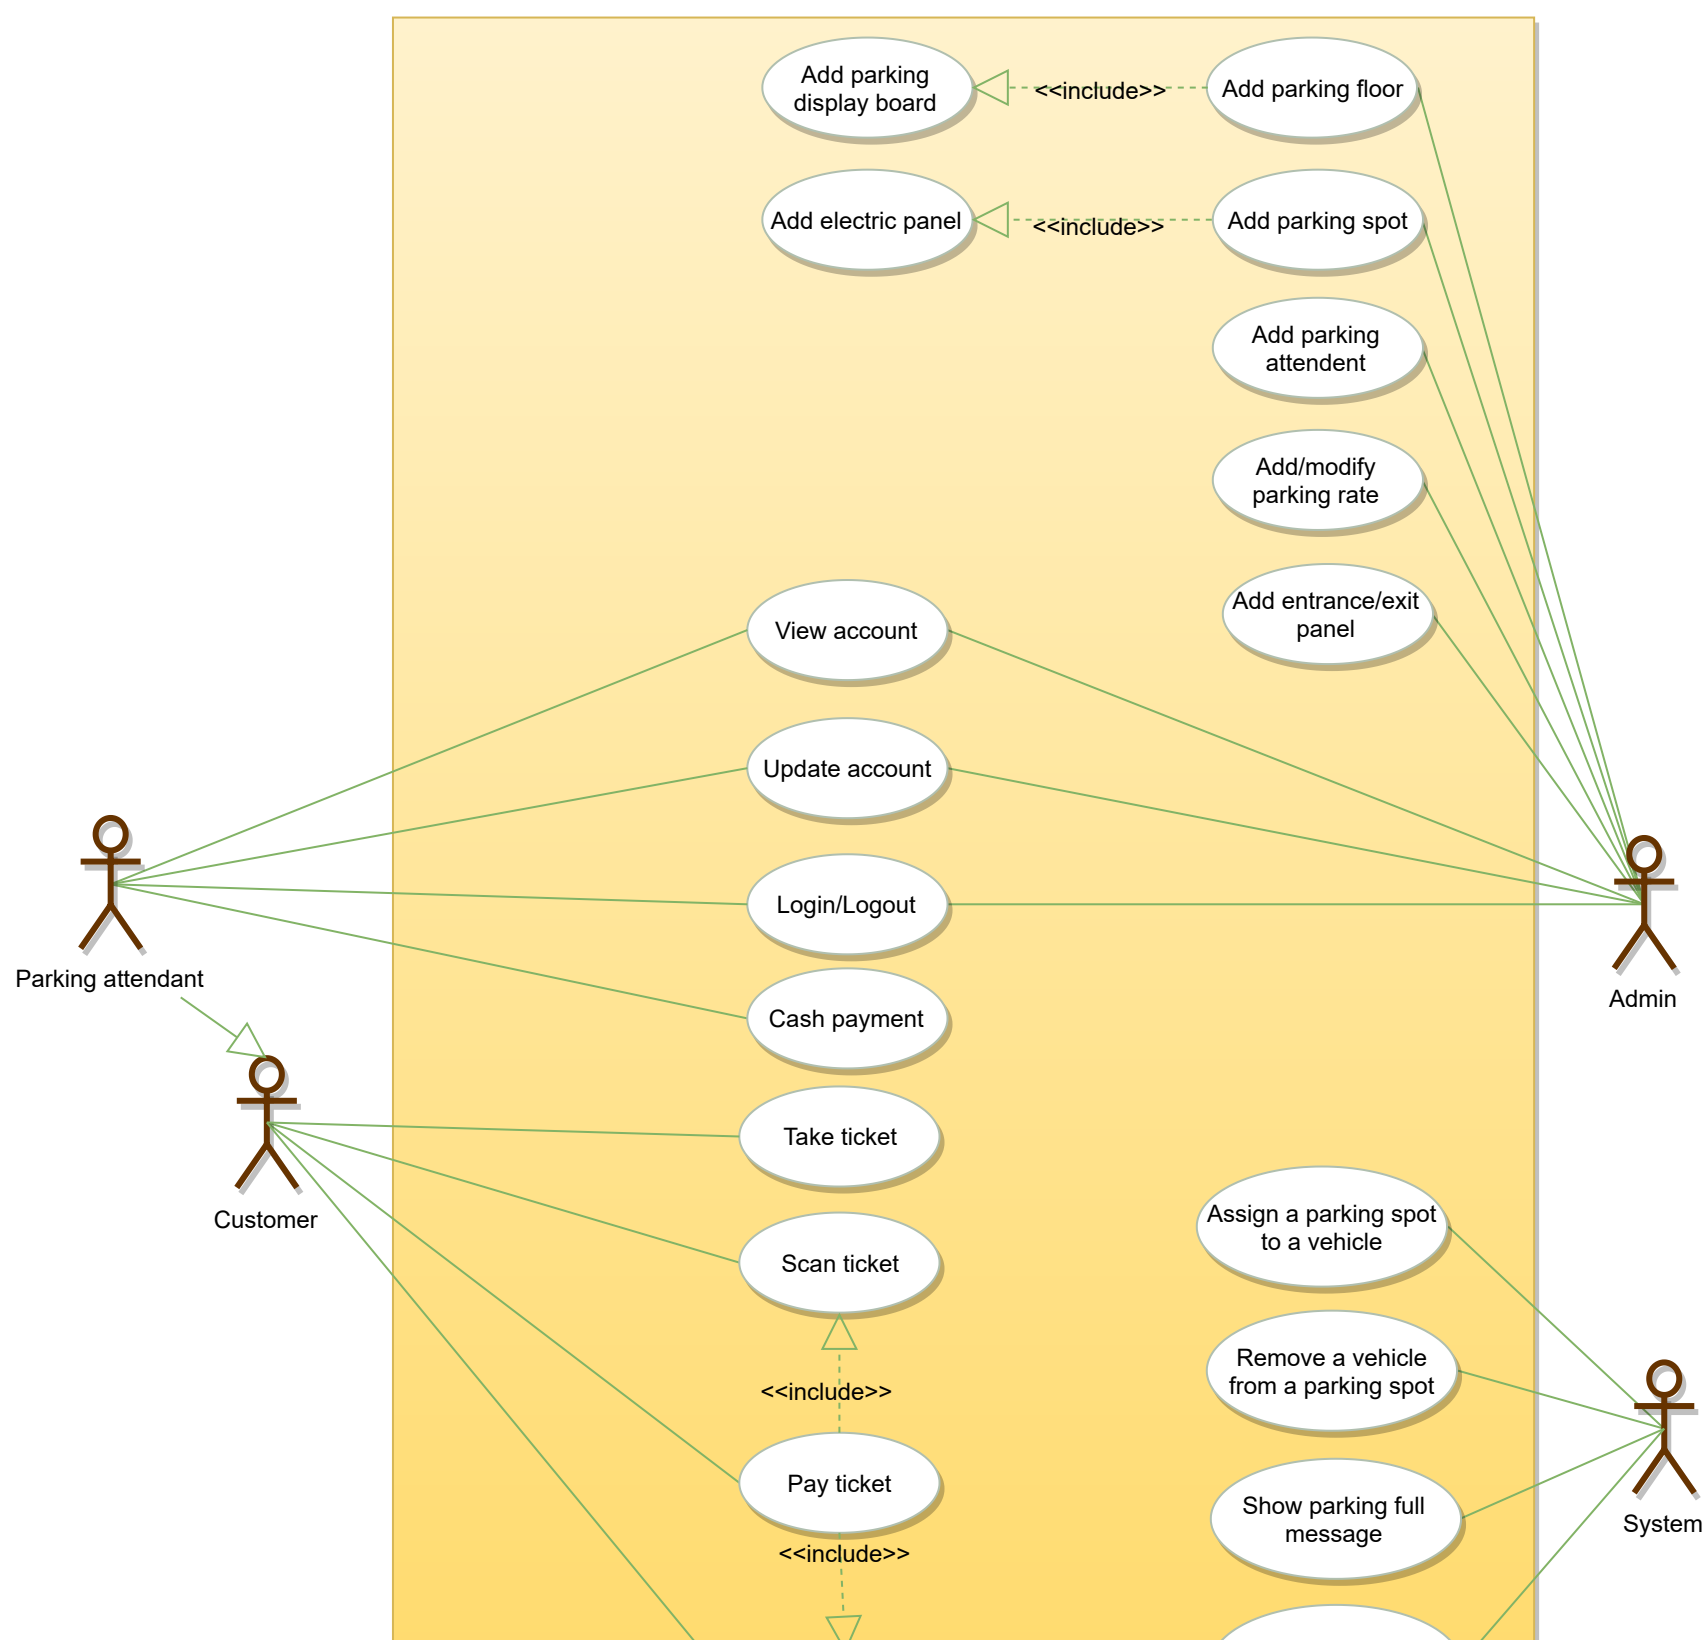 Add parking
display board
<<include>>
Add parking floor
Add electric panel
<<include>>
Add parking spot
Add parking
attendent
Add/modify
parking rate
Add entrance/exit
panel
View account
Update account
Login/Logout
Cash payment
Parking attendant
Admin
Take ticket
Customer
Scan ticket
Assign a parking spot
to a vehicle
Remove a vehicle
from a parking spot
<<include>>
Pay ticket
Show parking full
message
System
<<include>>